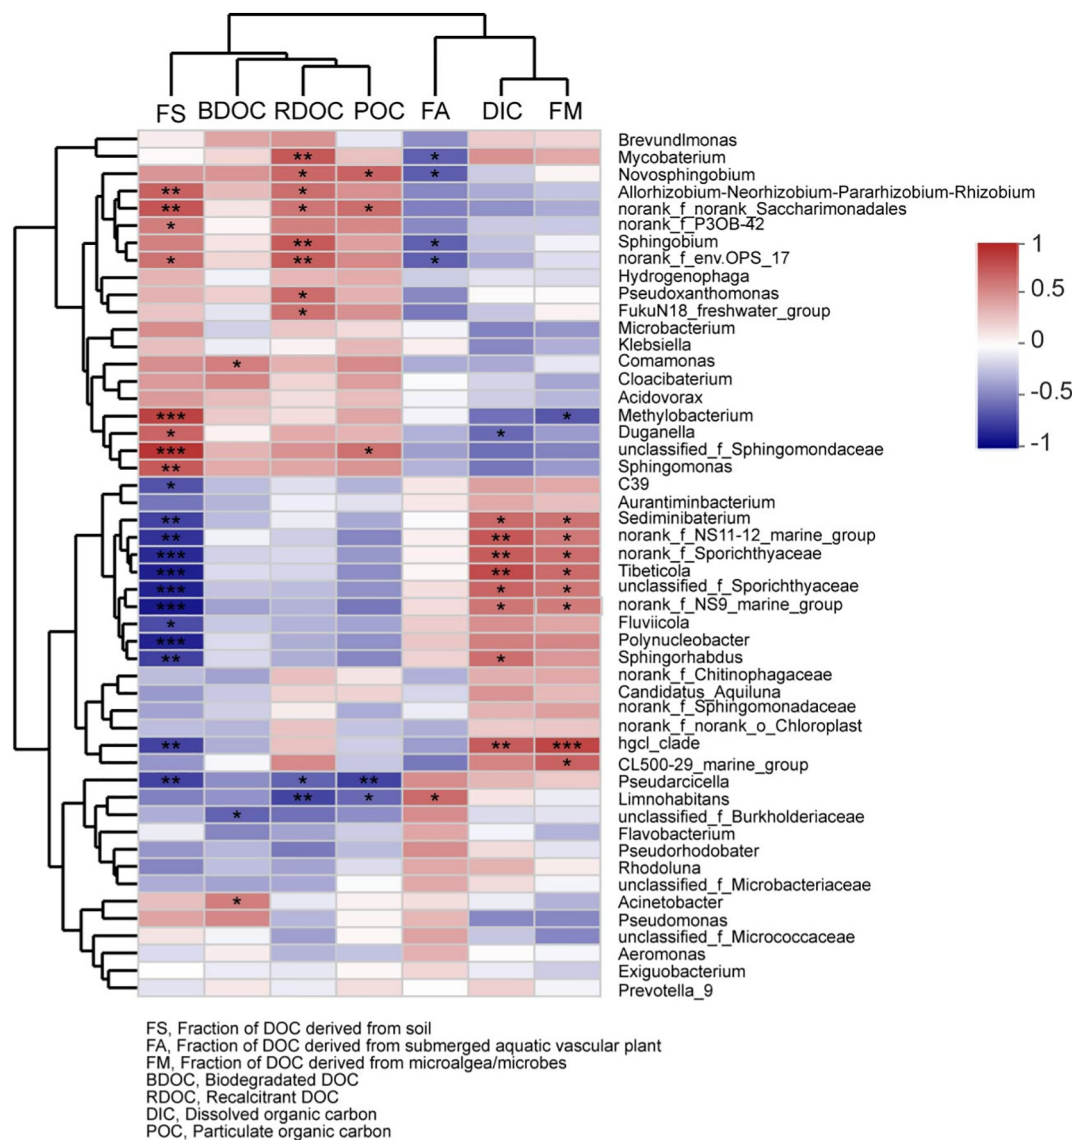 FS BDOC RDOC POC FA DIC FM
BrevundImonas
** * Mycobaterium
* * * Novosphingobium
** * Allorhizobium-Neorhizobium-Pararhizobium-Rhizobium
** * * norank_f_norank_Saccharimonadales
* norank_f_P3OB-42
** * Sphingobium
* ** * norank_f_env.OPS_17
Hydrogenophaga
* Pseudoxanthomonas
* FukuN18_freshwater_group
Microbacterium
Klebsiella
* Comamonas
Cloacibaterium
Acidovorax
*** * Methylobacterium
* * Duganella
*** * unclassified_f_Sphingomondaceae
** Sphingomonas
* C39
Aurantiminbacterium
** * * Sediminibaterium
** ** * norank_f_NS11-12_marine_group
*** ** * norank_f_Sporichthyaceae
*** ** * Tibeticola
*** * * unclassified_f_Sporichthyaceae
*** * * norank_f_NS9_marine_group
* Fluviicola
*** Polynucleobacter
** * Sphingorhabdus
norank_f_Chitinophagaceae
Candidatus_Aquiluna
norank_f_Sphingomonadaceae
norank_f_norank_o_Chloroplast
** ** *** hgcl_clade
* CL500-29_marine_group
** * ** Pseudarcicella
** * * Limnohabitans
* unclassified_f_Burkholderiaceae
Flavobacterium
Pseudorhodobater
Rhodoluna
unclassified_f_Microbacteriaceae
* Acinetobacter
Pseudomonas
unclassified_f_Micrococcaceae
Aeromonas
Exiguobacterium
Prevotella_9
1
0.5
0
-0.5
-1
FS, Fraction of DOC derived from soil
FA, Fraction of DOC derived from submerged aquatic vascular plant
FM, Fraction of DOC derived from microalgea/microbes
BDOC, Biodegradated DOC
RDOC, Recalcitrant DOC
DIC, Dissolved organic carbon
POC, Particulate organic carbon